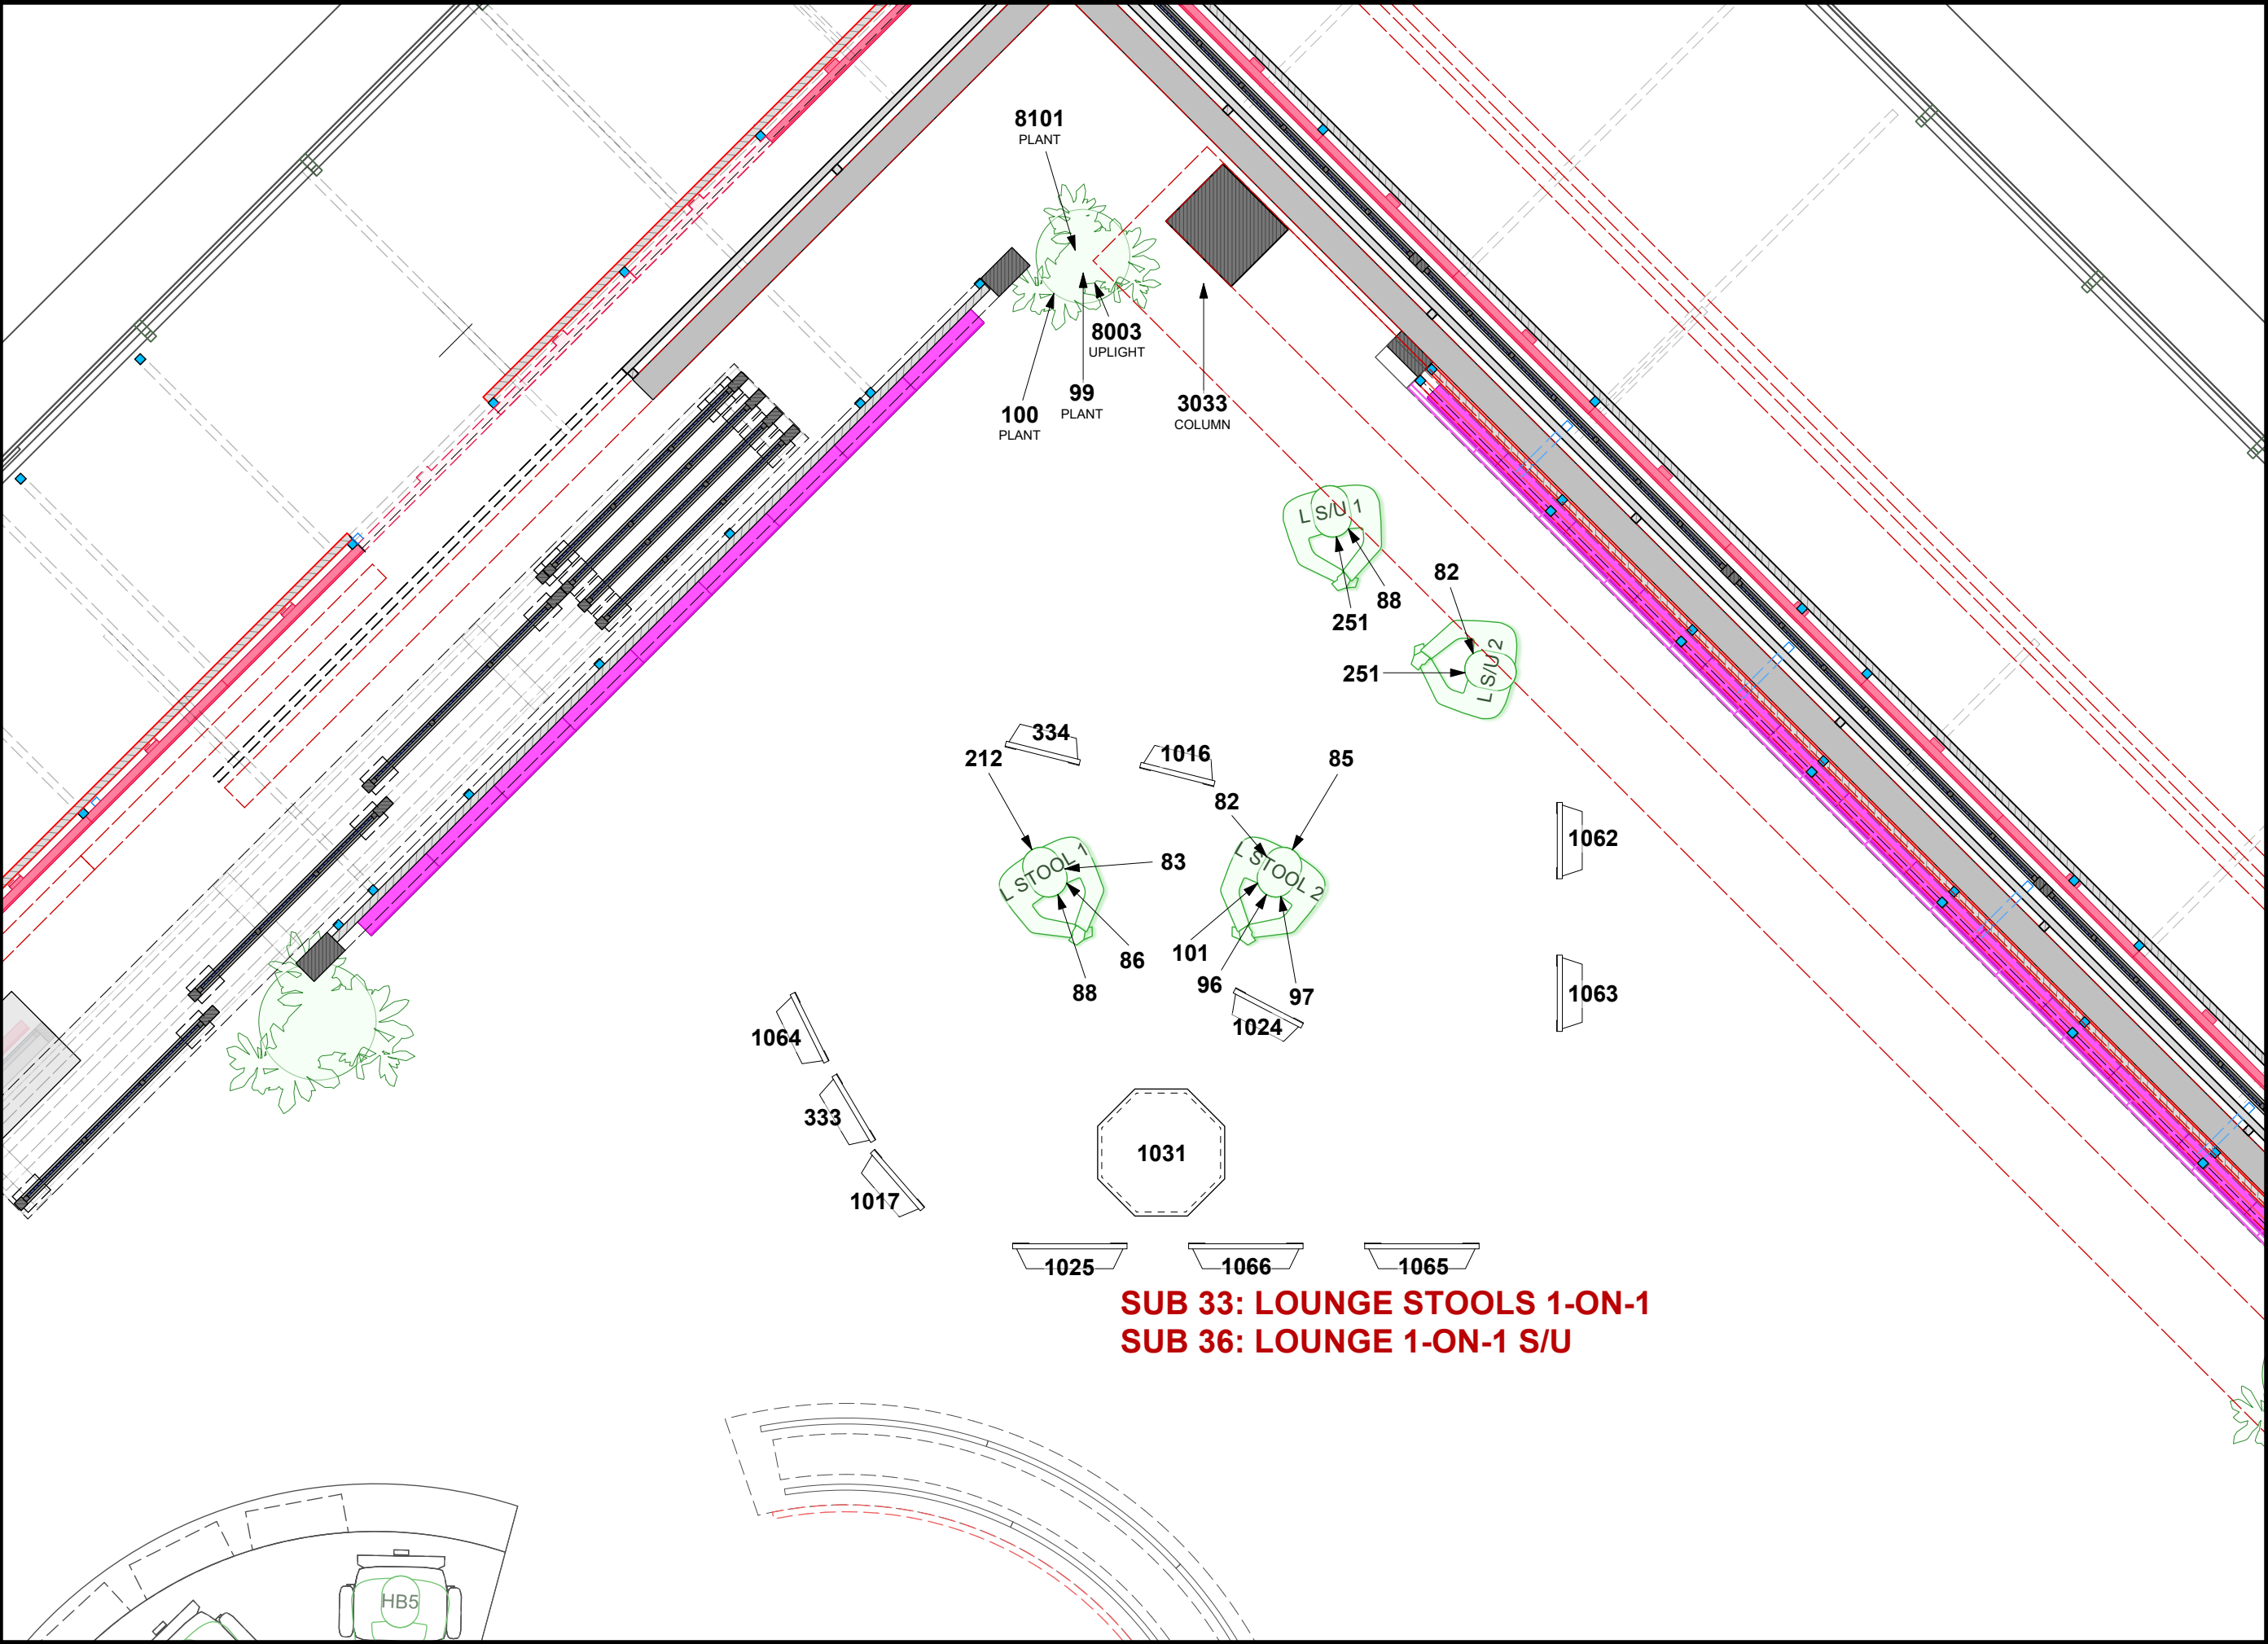 8101
PLANT
8003
UPLIGHT
99
PLANT
100
PLANT
3033
COLUMN
L S/U 1
82
88
251
L S/U 2
251
334
1016
212
85
82
L STOOL 1
L STOOL 2
1062
83
101
86
96
88
97
1063
1024
1064
333
1031
1017
1025
1066
1065
SUB 33: LOUNGE STOOLS 1-ON-1
SUB 36: LOUNGE 1-ON-1 S/U
HB5